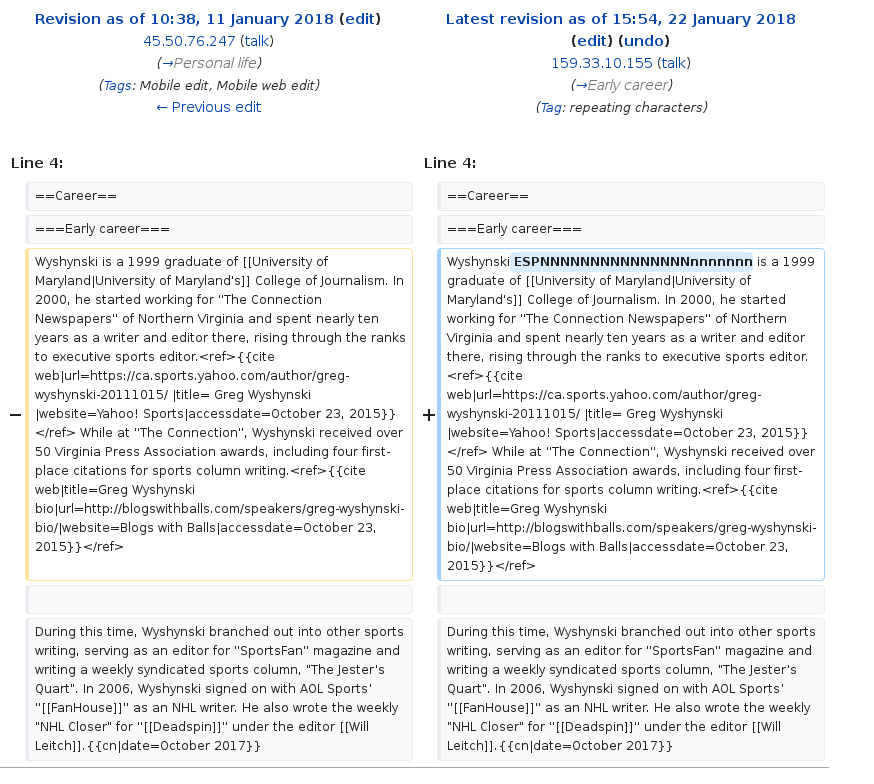 Revision as of 10:38, 11 January 2018 (edit)
45.50.76.247 (talk)
(→Personal life)
(Tags: Mobile edit, Mobile web edit)
← Previous edit
Latest revision as of 15:54, 22 January 2018
(edit) (undo)
159.33.10.155 (talk)
(→Early career)
(Tag: repeating characters)
Line 4:
Line 4:
==Career==
==Career==
===Early career===
===Early career===
−
Wyshynski is a 1999 graduate of [[University of
Maryland|University of Maryland's]] College of Journalism. In
2000, he started working for "The Connection
Newspapers" of Northern Virginia and spent nearly ten
years as a writer and editor there, rising through the ranks
to executive sports editor.<ref>{{cite
web|url=https://ca.sports.yahoo.com/author/greg-
wyshynski-20111015/ |title= Greg Wyshynski
|website=Yahoo! Sports|accessdate=October 23, 2015}}
</ref> While at "The Connection", Wyshynski received over
50 Virginia Press Association awards, including four first-
place citations for sports column writing.<ref>{{cite
web|title=Greg Wyshynski
bio|url=http://blogswithballs.com/speakers/greg-wyshynski-
bio/|website=Blogs with Balls|accessdate=October 23,
2015}}</ref>
+
Wyshynski ESPNNNNNNNNNNNNNNNNnnnnnnn is a 1999
graduate of [[University of Maryland|University of
Maryland's]] College of Journalism. In 2000, he started
working for "The Connection Newspapers" of Northern
Virginia and spent nearly ten years as a writer and editor
there, rising through the ranks to executive sports editor.
<ref>{{cite
web|url=https://ca.sports.yahoo.com/author/greg-
wyshynski-20111015/ |title= Greg Wyshynski
|website=Yahoo! Sports|accessdate=October 23, 2015}}
</ref> While at "The Connection", Wyshynski received over
50 Virginia Press Association awards, including four first-
place citations for sports column writing.<ref>{{cite
web|title=Greg Wyshynski
bio|url=http://blogswithballs.com/speakers/greg-wyshynski-
bio/|website=Blogs with Balls|accessdate=October 23,
2015}}</ref>
During this time, Wyshynski branched out into other sports
writing, serving as an editor for "SportsFan" magazine and
writing a weekly syndicated sports column, "The Jester's
Quart". In 2006, Wyshynski signed on with AOL Sports'
"[[FanHouse]]" as an NHL writer. He also wrote the weekly
"NHL Closer" for "[[Deadspin]]" under the editor [[Will
Leitch]].{{cn|date=October 2017}}
During this time, Wyshynski branched out into other sports
writing, serving as an editor for "SportsFan" magazine and
writing a weekly syndicated sports column, "The Jester's
Quart". In 2006, Wyshynski signed on with AOL Sports'
"[[FanHouse]]" as an NHL writer. He also wrote the weekly
"NHL Closer" for "[[Deadspin]]" under the editor [[Will
Leitch]].{{cn|date=October 2017}}